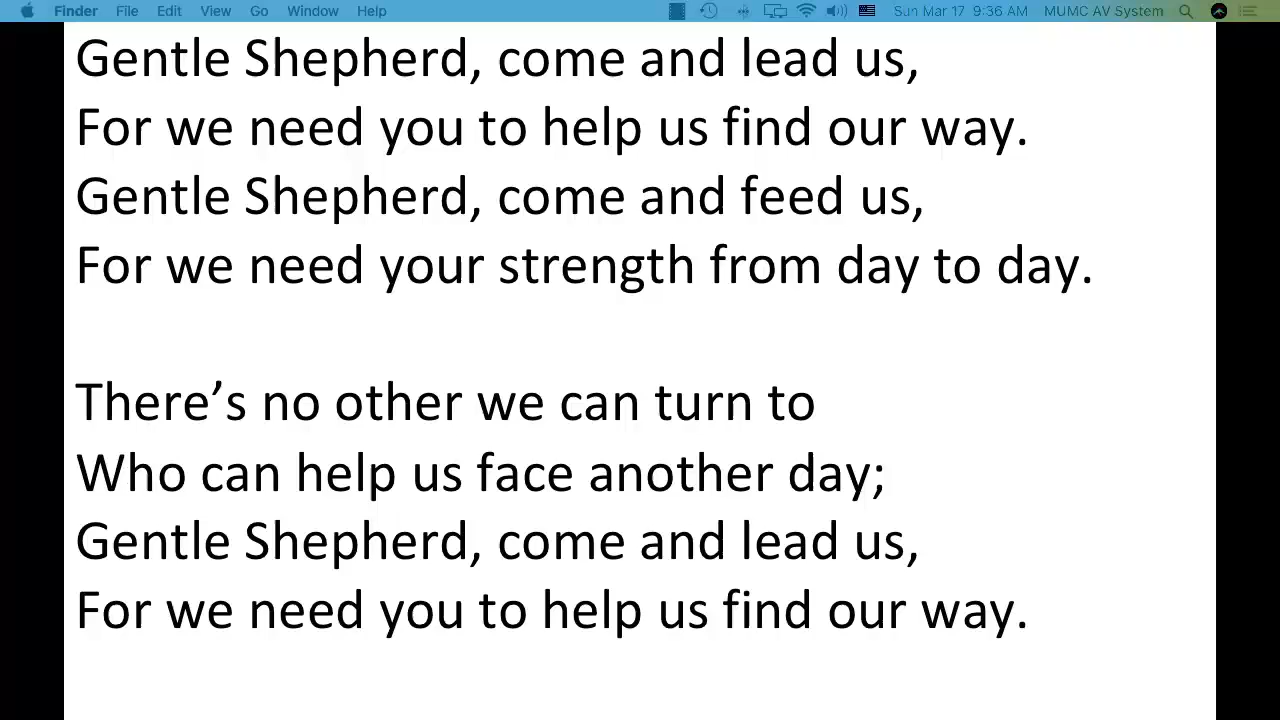 Finder File Edit View Go Window Help Sun Mar 17 9:36 AM MUMC AV System
Gentle Shepherd, come and lead us,
For we need you to help us find our way.
Gentle Shepherd, come and feed us,
For we need your strength from day to day.
There’s no other we can turn to
Who can help us face another day;
Gentle Shepherd, come and lead us,
For we need you to help us find our way.